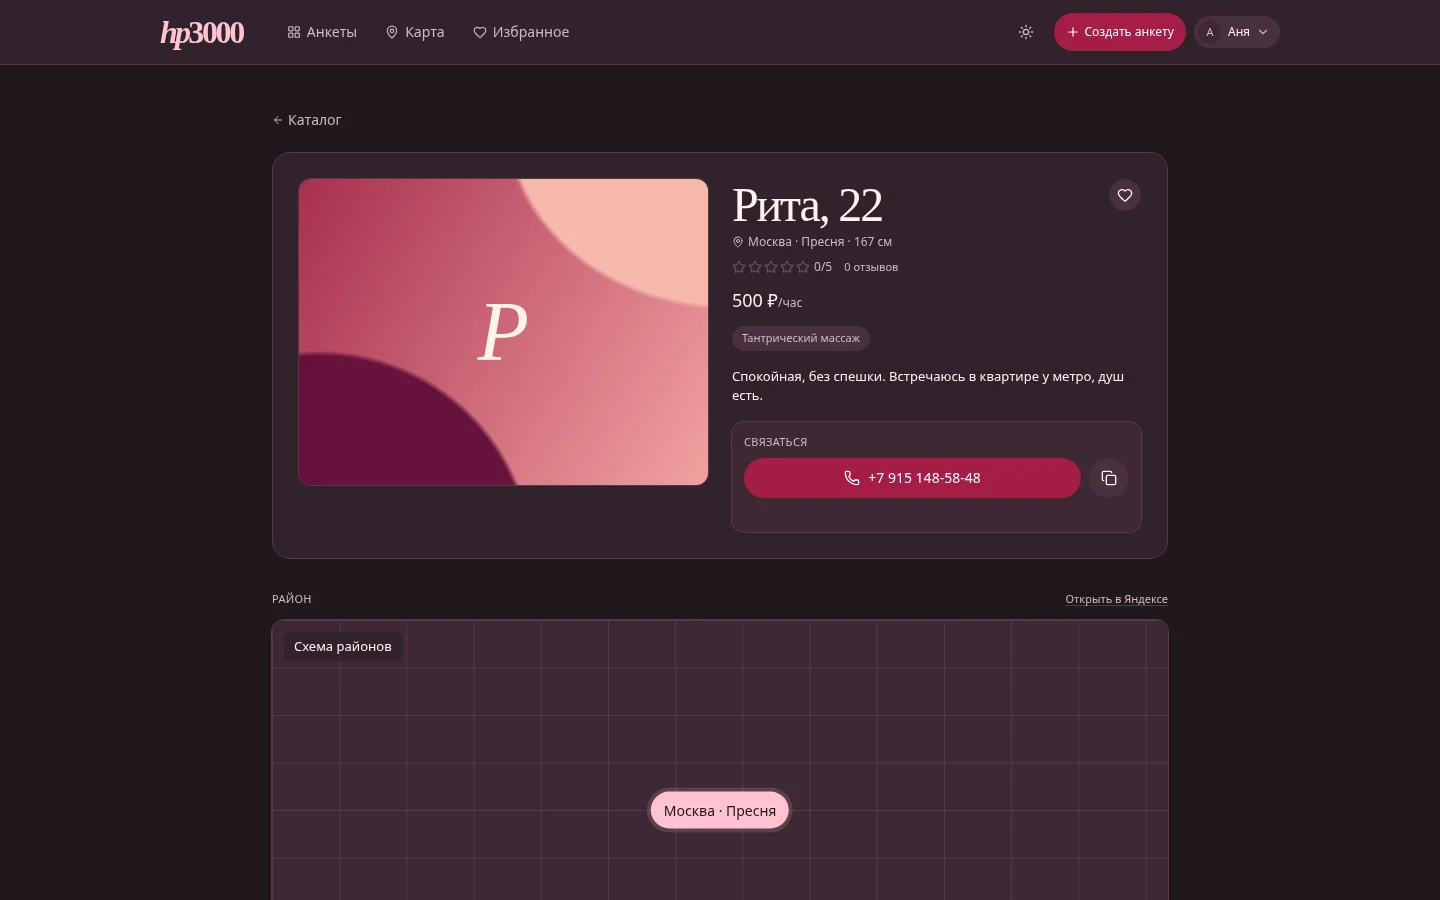 hp3000
Анкеты
Карта
Избранное
Создать анкету
А
Аня
Каталог
Р
Рита, 22
Москва · Пресня · 167 см
0/5
0 отзывов
500 ₽/час
Тантрический массаж
Спокойная, без спешки. Встречаюсь в квартире у метро, душ
есть.
СВЯЗАТЬСЯ
+7 915 148-58-48
РАЙОН
Открыть в Яндексе
Схема районов
Москва · Пресня